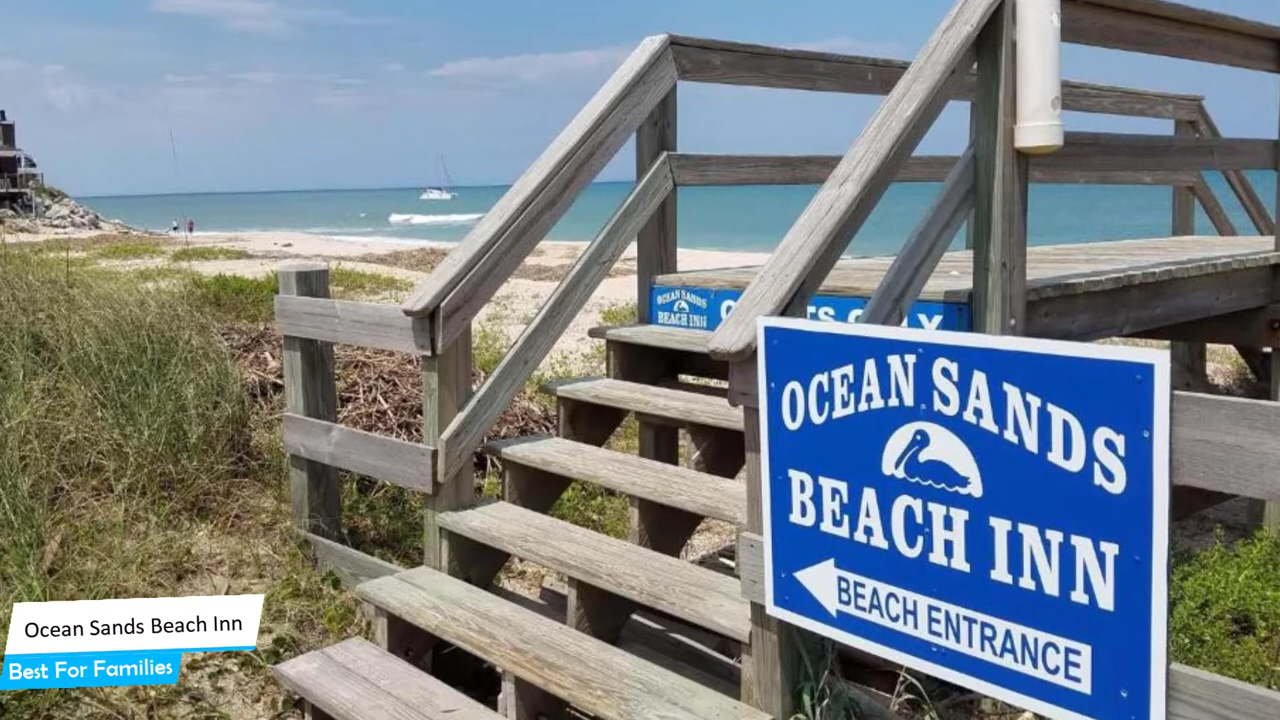 OCEAN SANDS
BEACH INN
OCEAN SANDS
BEACH INN
BEACH ENTRANCE
Ocean Sands Beach Inn
Best For Families